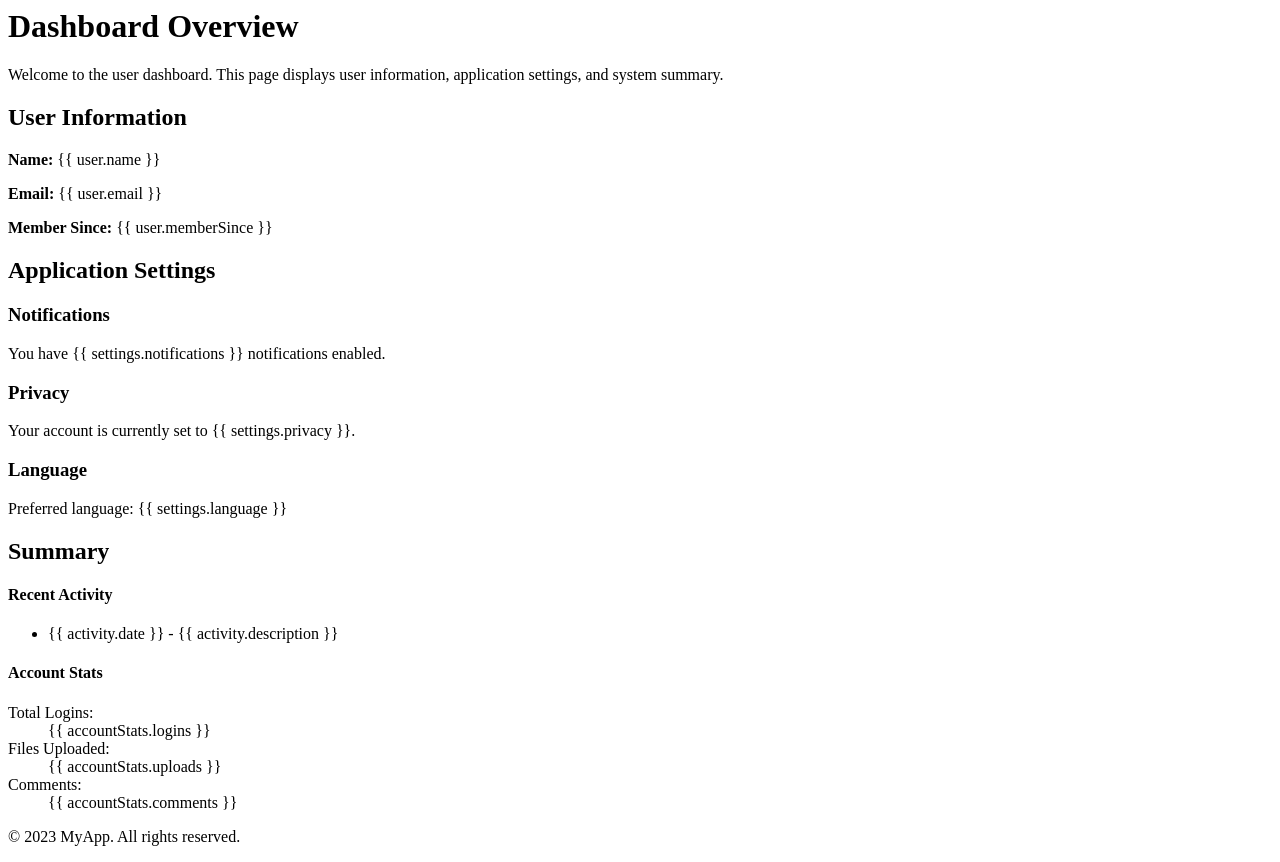 Dashboard Overview
Welcome to the user dashboard. This page displays user information, application settings, and system summary.
User Information
Name: {{ user.name }}
Email: {{ user.email }}
Member Since: {{ user.memberSince }}
Application Settings
Notifications
You have {{ settings.notifications }} notifications enabled.
Privacy
Your account is currently set to {{ settings.privacy }}.
Language
Preferred language: {{ settings.language }}
Summary
Recent Activity
{{ activity.date }} - {{ activity.description }}
Account Stats
Total Logins:
{{ accountStats.logins }}
Files Uploaded:
{{ accountStats.uploads }}
Comments:
{{ accountStats.comments }}
© 2023 MyApp. All rights reserved.